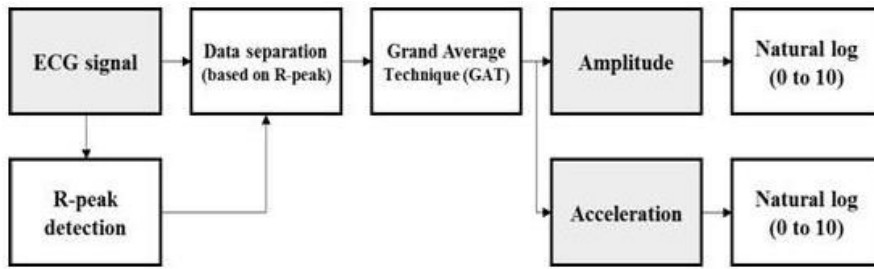 ECG signal
Data separation
(based on R-peak)
Grand Average
Technique (GAT)
Amplitude
Natural log
(0 to 10)
R-peak
detection
Acceleration
Natural log
(0 to 10)